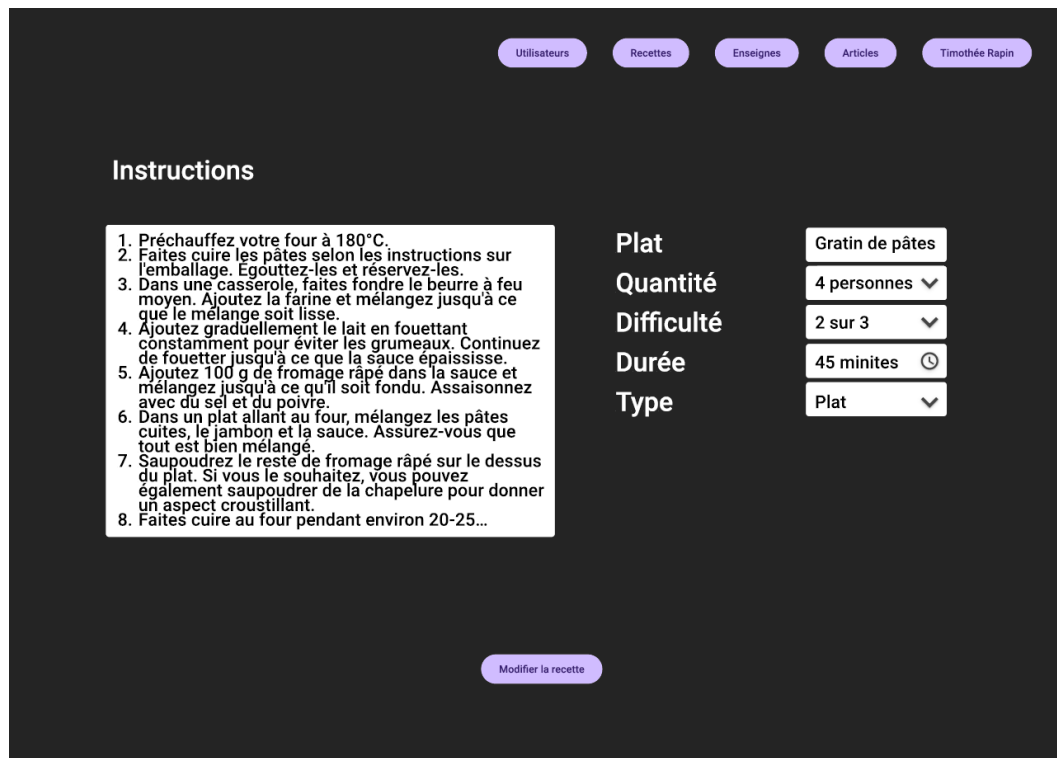 Utilisateurs
Recettes
Enseignes
Articles
Timothée Rapin
Instructions
1. Préchauffez votre four à 180°C.
2. Faites cuire les pâtes selon les instructions sur
l'emballage. Égouttez-les et réservez-les.
3. Dans une casserole, faites fondre le beurre à feu
moyen. Ajoutez la farine et mélangez jusqu'à ce
que le mélange soit lisse.
4. Ajoutez graduellement le lait en fouettant
constamment pour éviter les grumeaux. Continuez
de fouetter jusqu'à ce que la sauce épaississe.
5. Ajoutez 100 g de fromage râpé dans la sauce et
mélangez jusqu'à ce qu'il soit fondu. Assaisonnez
avec du sel et du poivre.
6. Dans un plat allant au four, mélangez les pâtes
cuites, le jambon et la sauce. Assurez-vous que
tout est bien mélangé.
7. Saupoudrez le reste de fromage râpé sur le dessus
du plat. Si vous le souhaitez, vous pouvez
également saupoudrer de la chapelure pour donner
un aspect croustillant.
8. Faites cuire au four pendant environ 20-25...
Plat
Gratin de pâtes
Quantité
4 personnes
Difficulté
2 sur 3
Durée
45 minites
Type
Plat
Modifier la recette